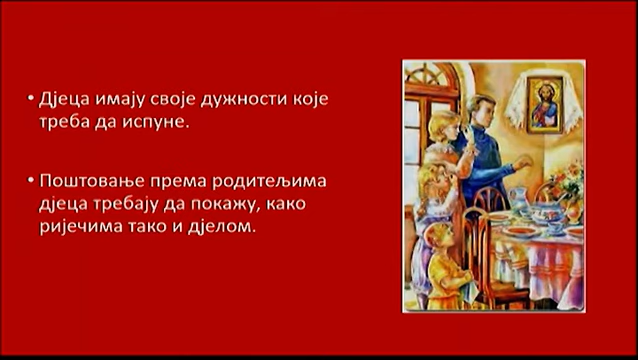 • Дјеца имају своје дужности које
треба да испуне.
• Поштовање према родитељима
дјеца требају да покажу, како
ријечима тако и дјелом.